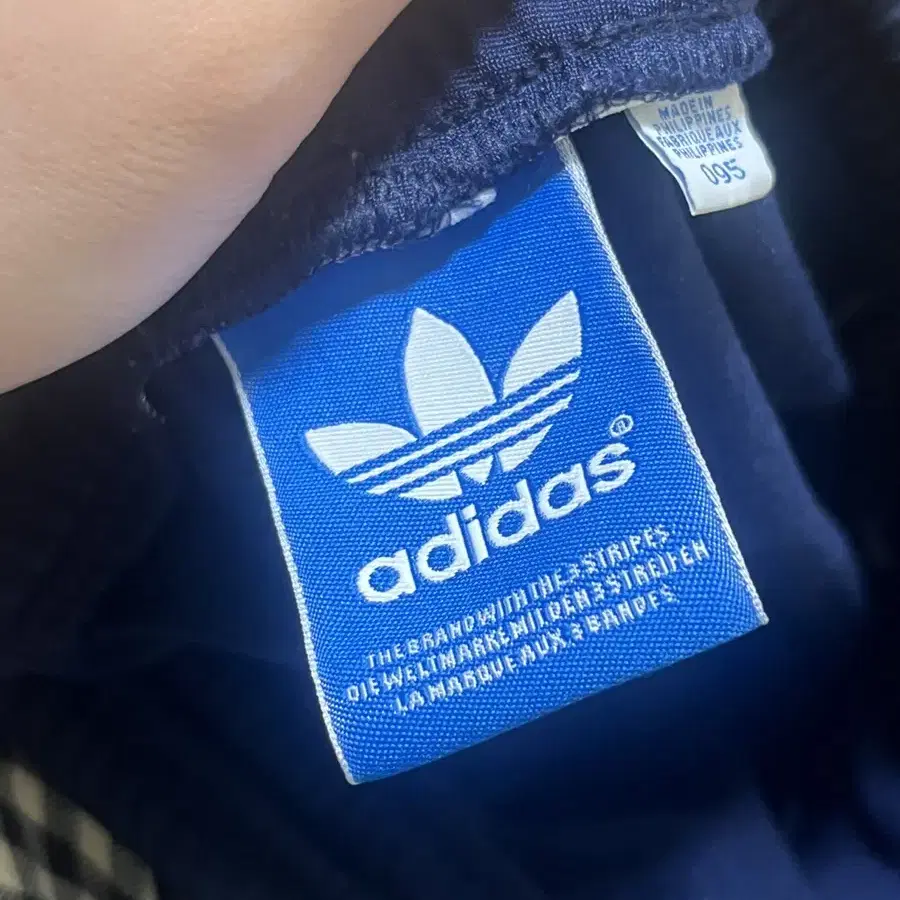 MADE IN
PHILIPPINES
FABRIQUE AUX
PHILIPPINES
095
adidas®
THE BRAND WITH THE 3 STRIPES
DIE WELTMARKE MIT DEN 3 STREIFEN
LA MARQUE AUX 3 BANDES